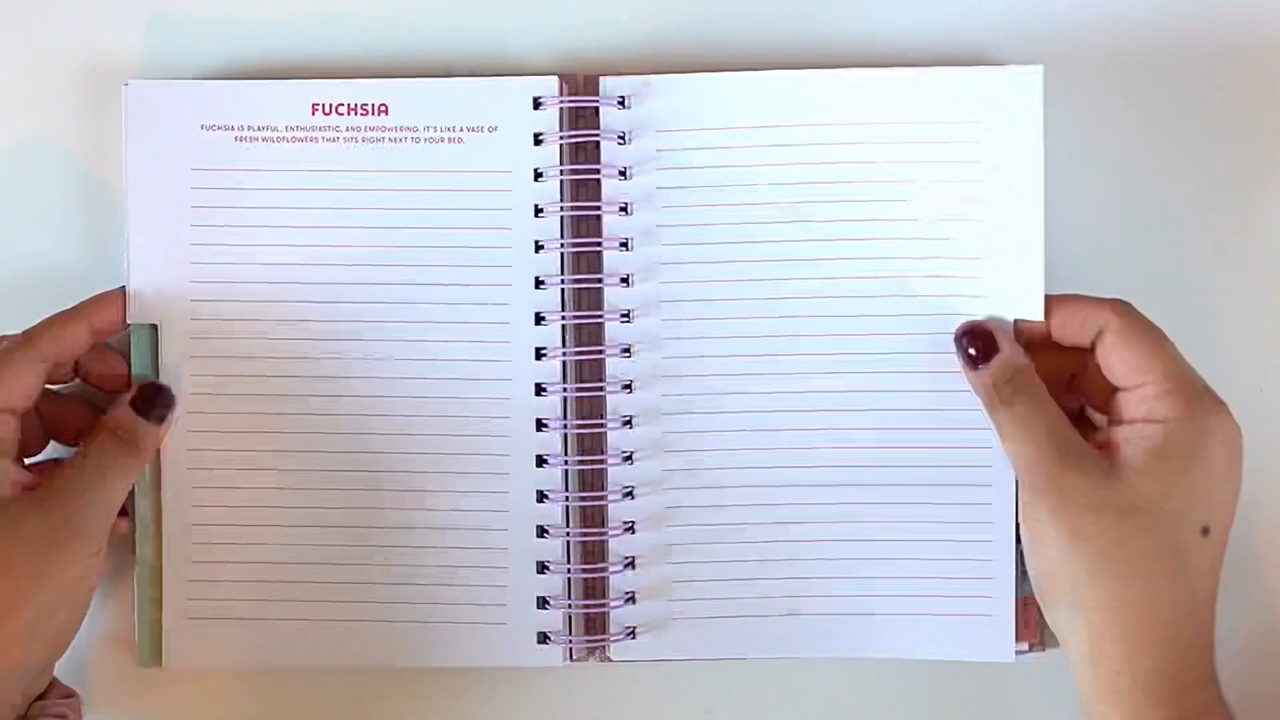 FUCHSIA
FUCHSIA IS PLAYFUL, ENTHUSIASTIC, AND EMPOWERING. IT'S LIKE A VASE OF
FRESH WILDFLOWERS THAT SITS RIGHT NEXT TO YOUR BED.